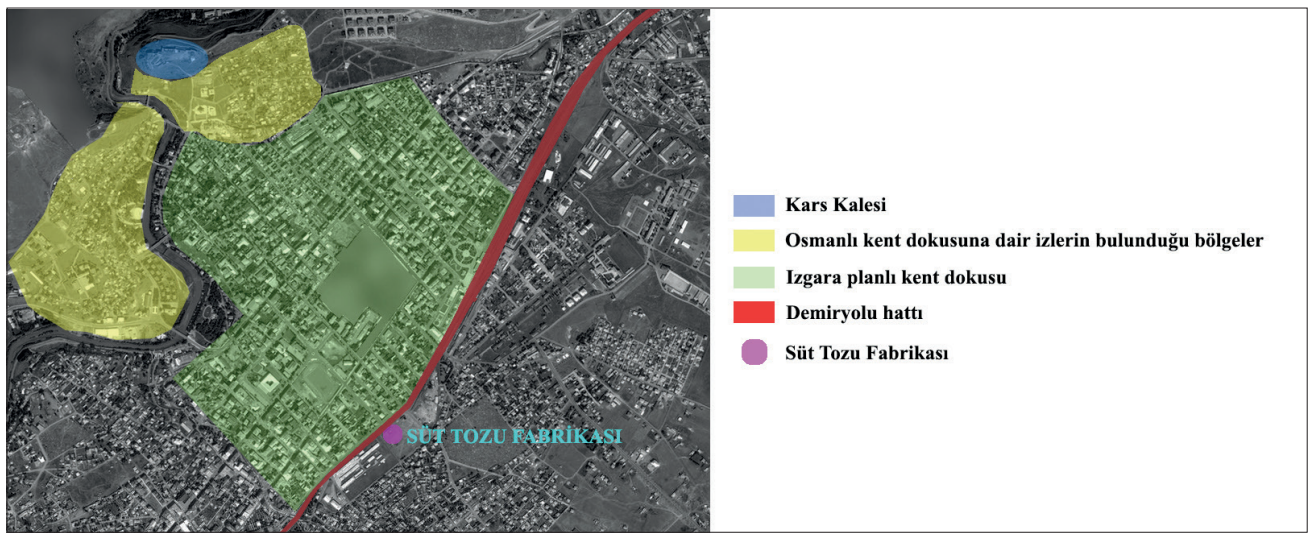 Kars Kalesi
Osmanlı kent dokusuna dair izlerin bulunduğu bölgeler
Izgara planlı kent dokusu
Demiryolu hattı
Süt Tozu Fabrikası
SÜT TOZU FABRİKASI